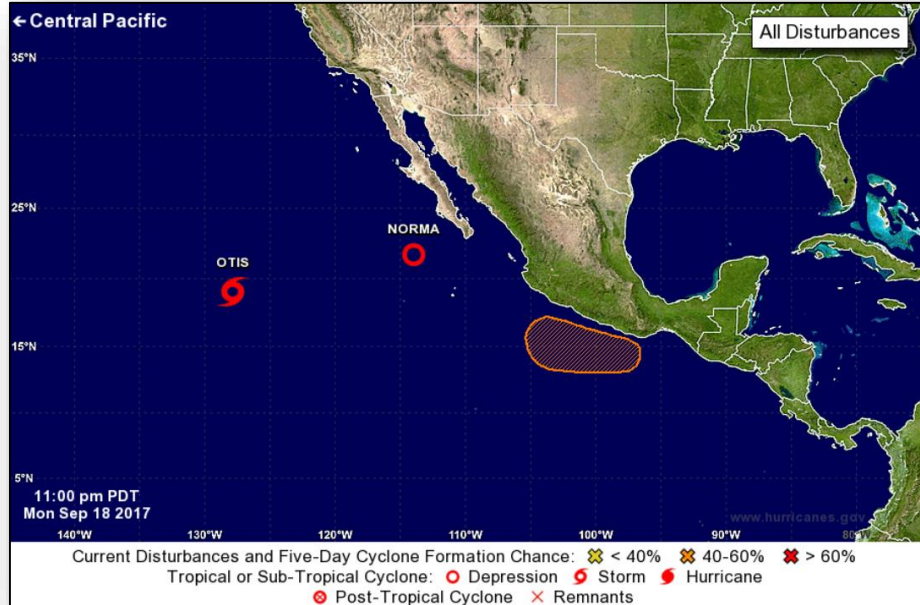 ← Central Pacific
All Disturbances
35°N
25°N
NORMA
OTIS
15°N
5°N
11:00 pm PDT
Mon Sep 18 2017
www.hurricanes.gov
140°W 130°W 120°W 110°W 100°W 90°W 80°W
Current Disturbances and Five-Day Cyclone Formation Chance: < 40% 40-60% > 60%
Tropical or Sub-Tropical Cyclone: Depression Storm Hurricane
Post-Tropical Cyclone Remnants